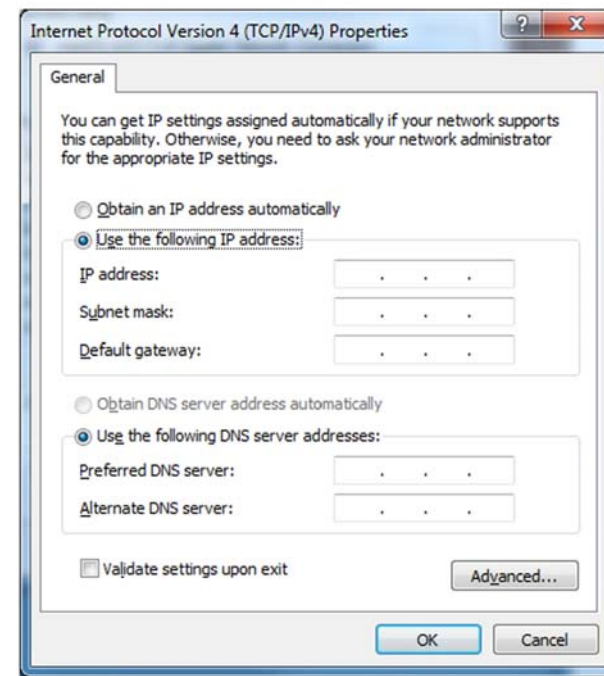 Internet Protocol Version 4 (TCP/IPv4) Properties
?
X
General
You can get IP settings assigned automatically if your network supports
this capability. Otherwise, you need to ask your network administrator
for the appropriate IP settings.
Obtain an IP address automatically
Use the following IP address:
IP address: . . .
Subnet mask: . . .
Default gateway: . . .
Obtain DNS server address automatically
Use the following DNS server addresses:
Preferred DNS server: . . .
Alternate DNS server: . . .
Validate settings upon exit
Advanced...
OK Cancel